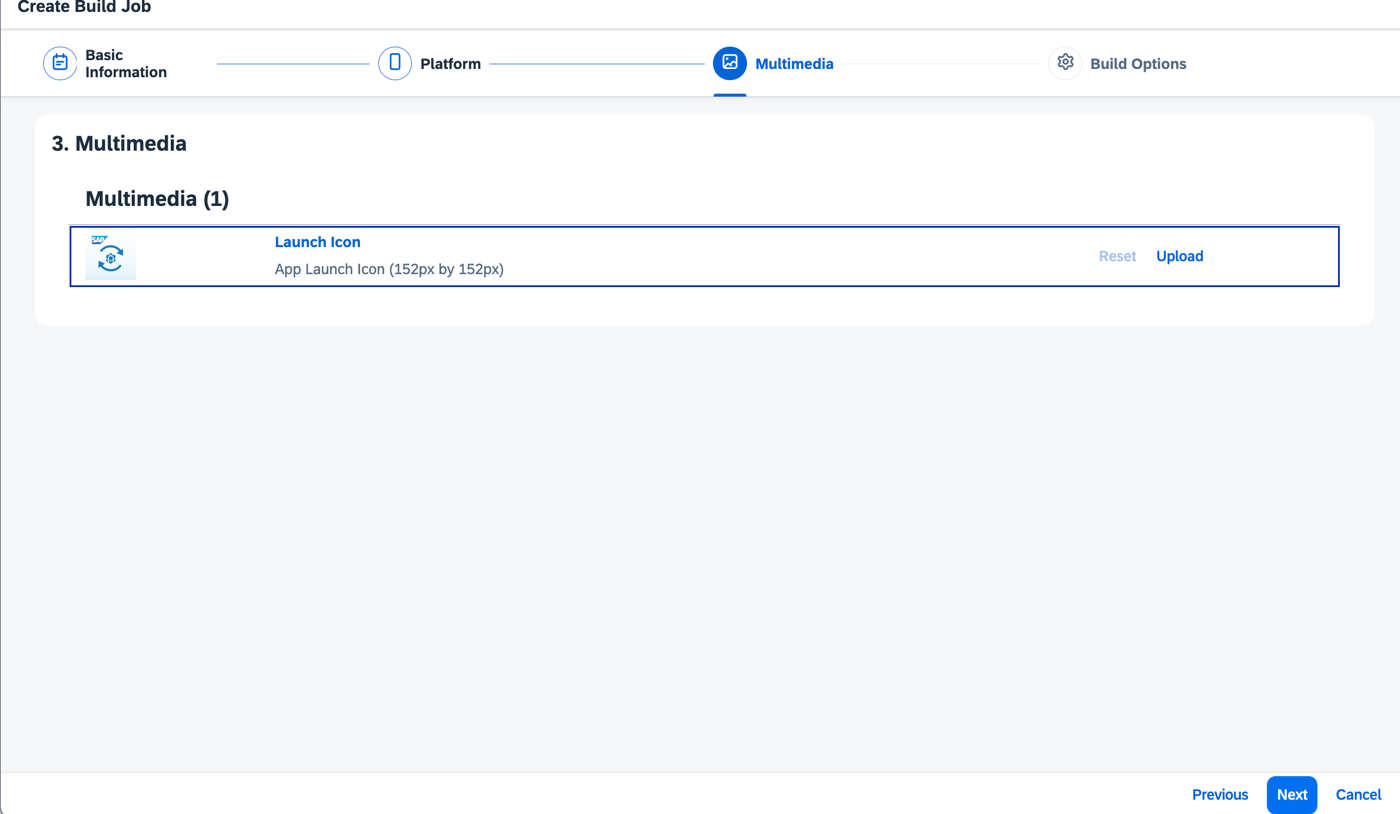 Create Build Job
Basic
Information
Platform
Multimedia
Build Options
3. Multimedia
Multimedia (1)
SAP
Launch Icon
App Launch Icon (152px by 152px)
Reset
Upload
Previous
Next
Cancel